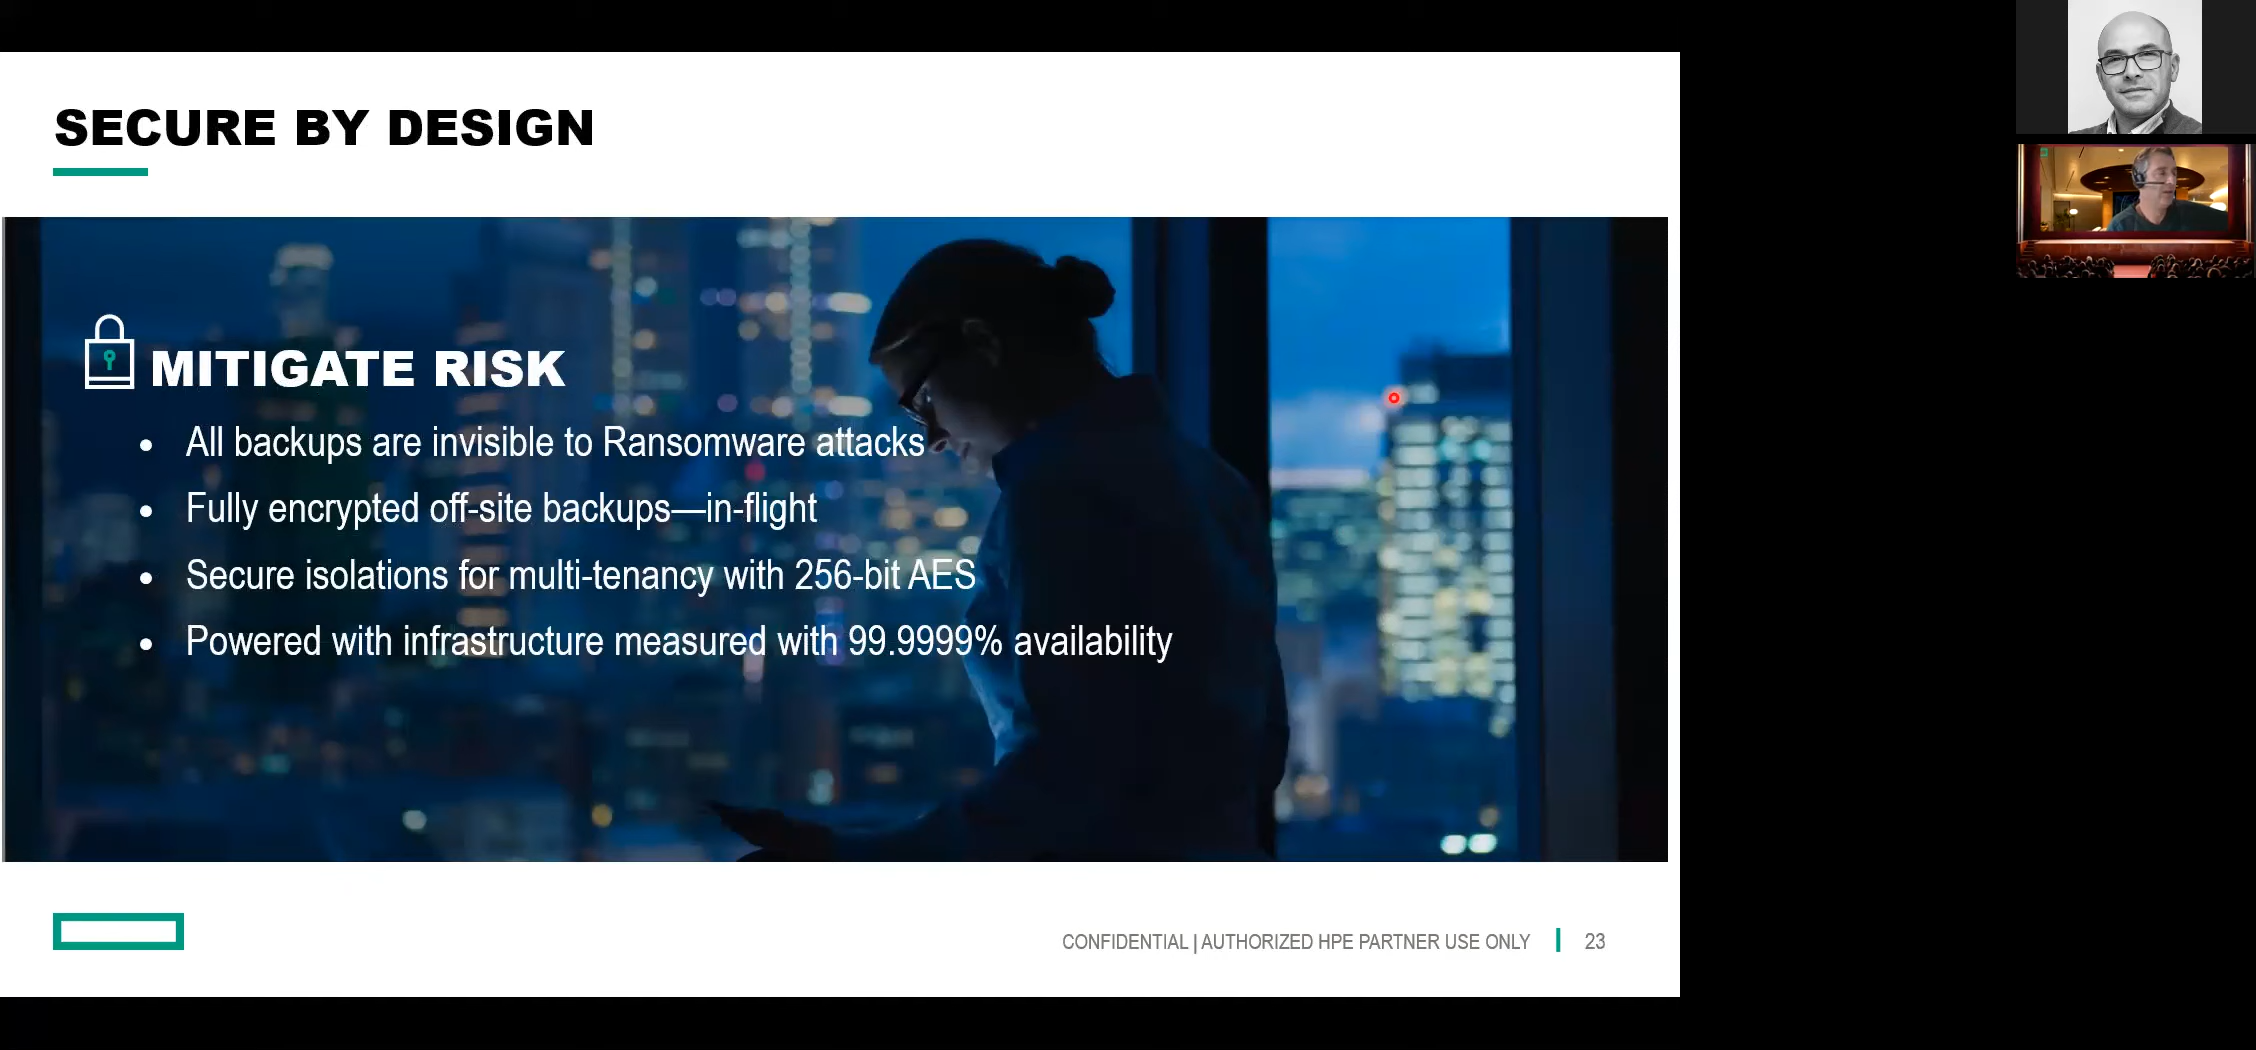 SECURE BY DESIGN
MITIGATE RISK
All backups are invisible to Ransomware attacks
Fully encrypted off-site backups—in-flight
Secure isolations for multi-tenancy with 256-bit AES
Powered with infrastructure measured with 99.9999% availability
CONFIDENTIAL | AUTHORIZED HPE PARTNER USE ONLY
23